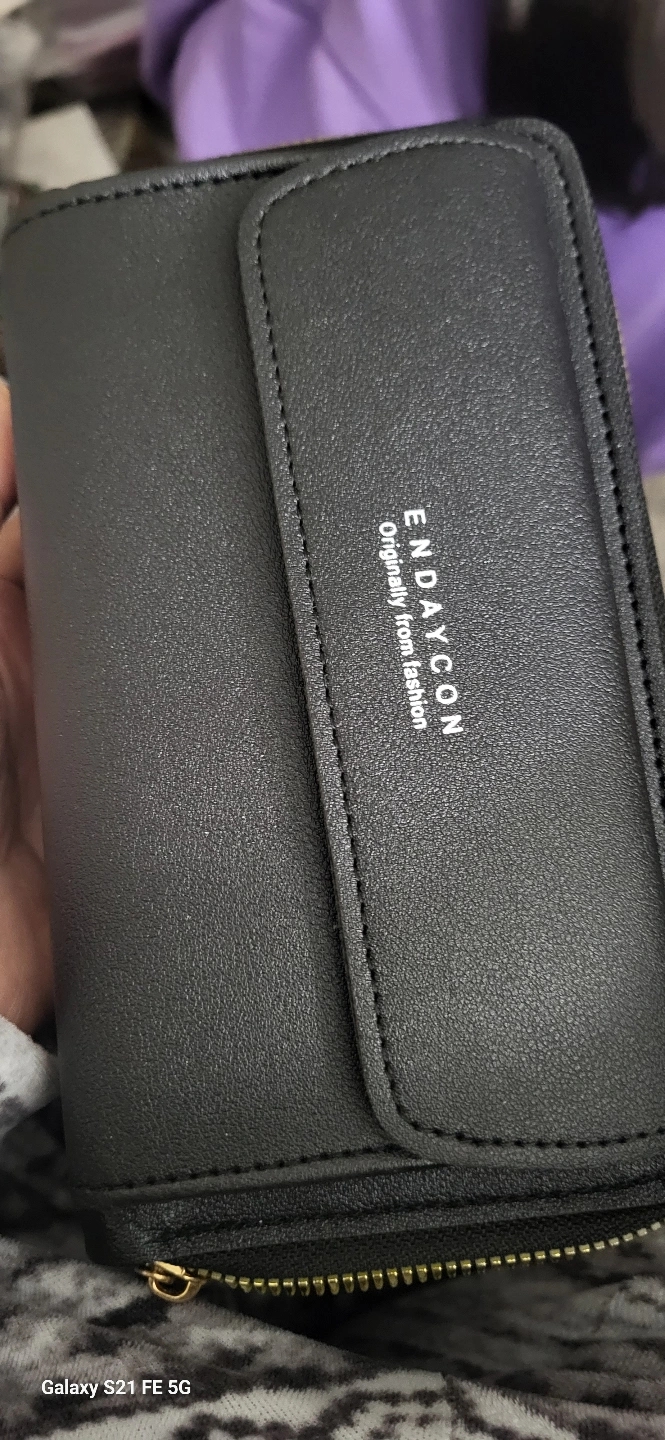 ENDAYCON
Originally from fashion
Galaxy S21 FE 5G